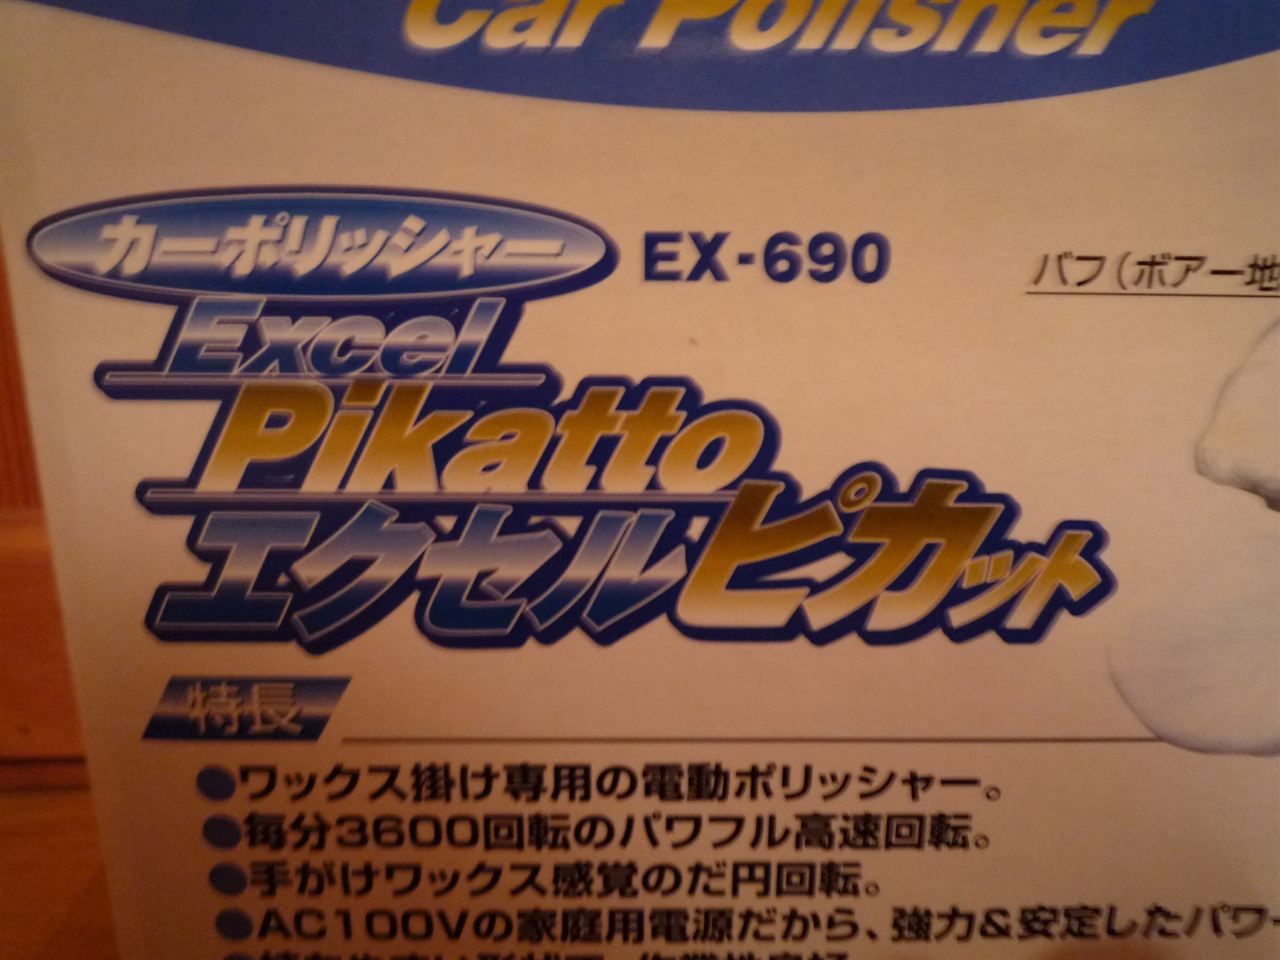 Car Polisher
カーポリッシャー EX-690
バフ(ボアー地
Excel
Pikatto
エクセルピカット
特長
●ワックス掛け専用の電動ポリッシャー。
●毎分3600回転のパワフル高速回転。
●手がけワックス感覚のだ円回転。
●AC100Vの家庭用電源だから、強力&安定したパワー